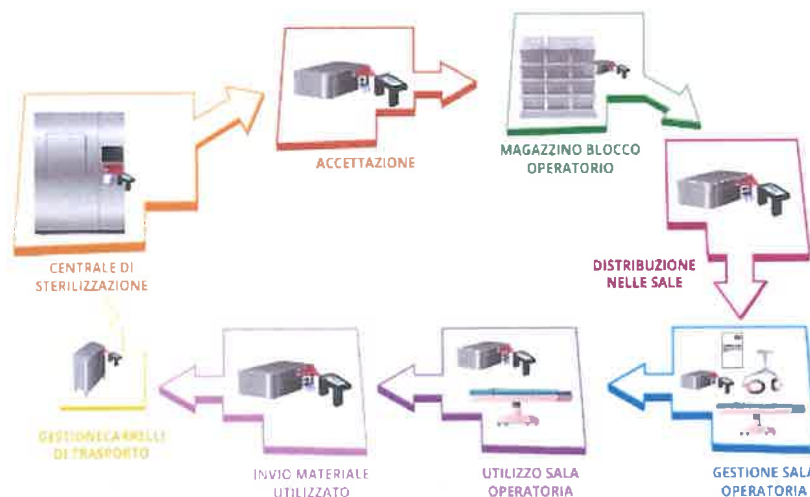 ACCETTAZIONE
MAGAZZINO BLOCCO
OPERATORIO
CENTRALE DI
STERILIZZAZIONE
DISTRIBUZIONE
NELLE SALE
GESTIONECARRELLI
DI TRASPORTO
INVIO MATERIALE
UTILIZZATO
UTILIZZO SALA
OPERATORIA
GESTIONE SALA
OPERATORIA